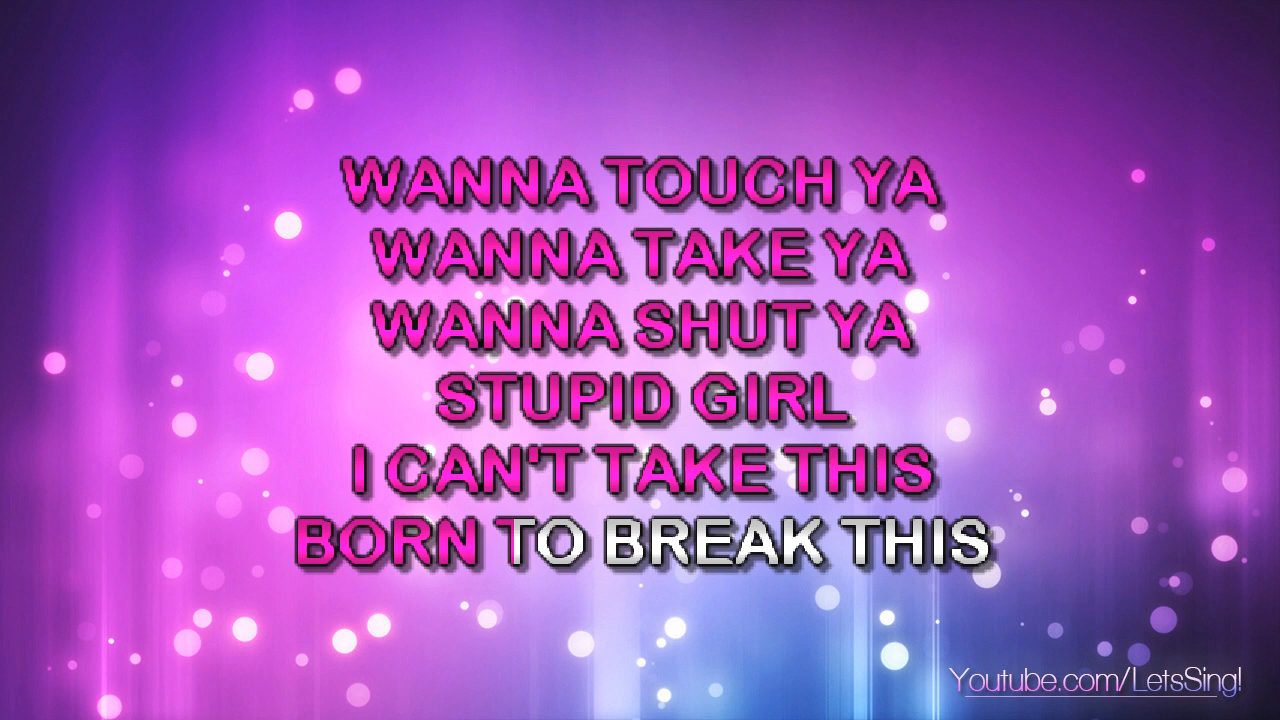 WANNA TOUCH YA
WANNA TAKE YA
WANNA SHUT YA
STUPID GIRL
I CAN'T TAKE THIS
BORN TO BREAK THIS
Youtube.com/LetsSing!